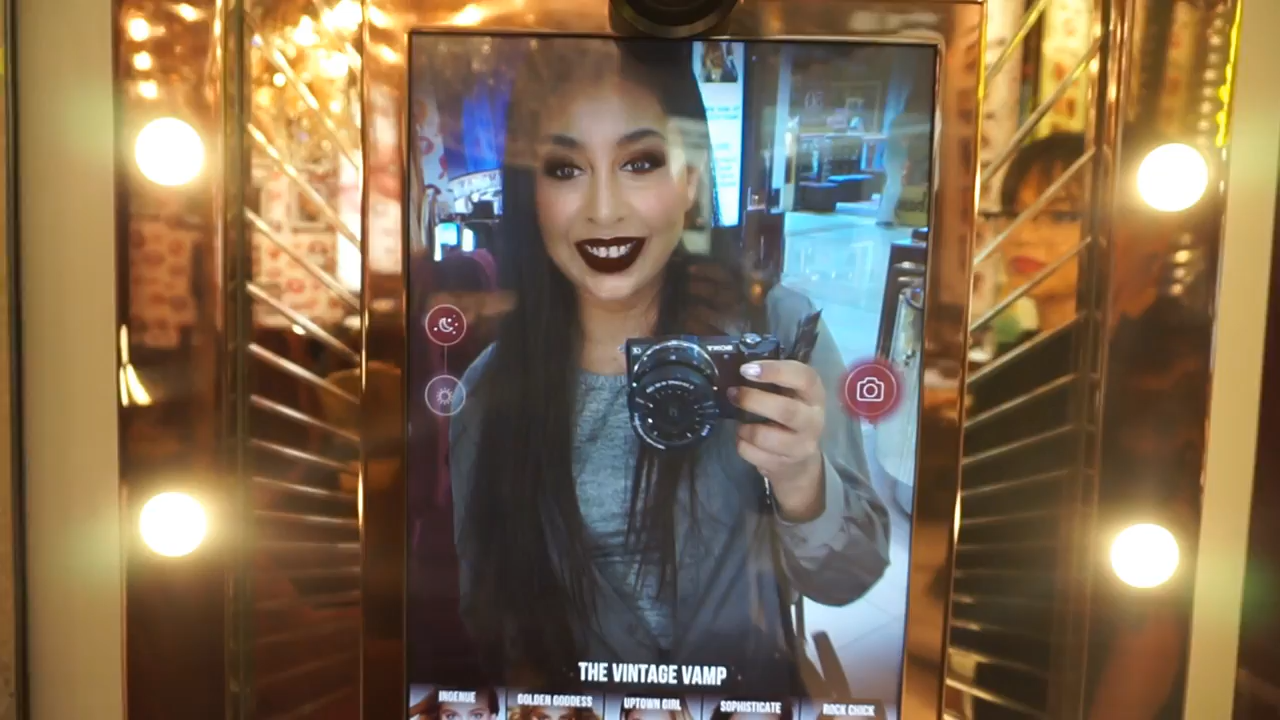 THE VINTAGE VAMP
INGENUE
GOLDEN GODDESS
UPTOWN GIRL
SOPHISTICATE
ROCK CHICK